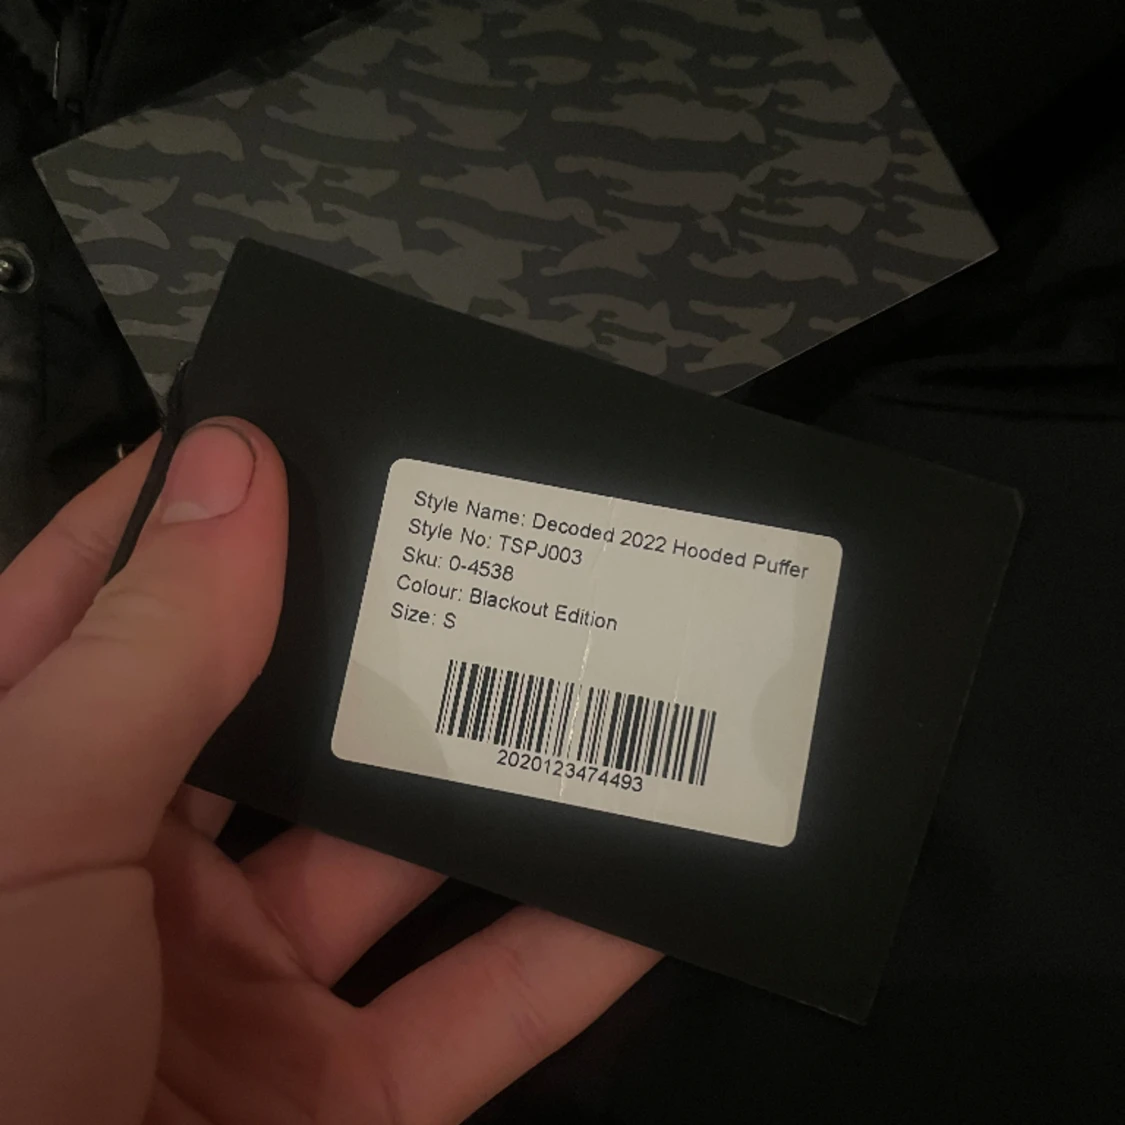 Style Name: Decoded 2022 Hooded Puffer
Style No: TSPJ003
Sku: 0-4538
Colour: Blackout Edition
Size: S
2020123474493